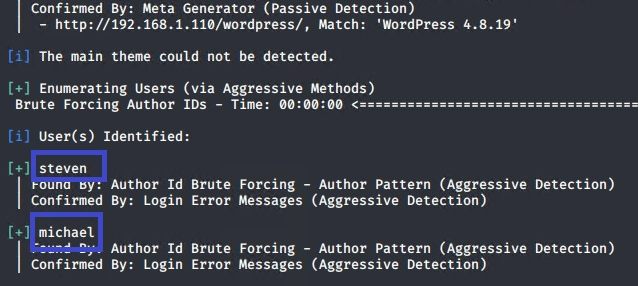 | Confirmed By: Meta Generator (Passive Detection)
|  - http://192.168.1.110/wordpress/, Match: 'WordPress 4.8.19'
[i] The main theme could not be detected.
[+] Enumerating Users (via Aggressive Methods)
Brute Forcing Author IDs - Time: 00:00:00 <===================================
[i] User(s) Identified:
[+] steven
| Found By: Author Id Brute Forcing - Author Pattern (Aggressive Detection)
| Confirmed By: Login Error Messages (Aggressive Detection)
[+] michael
| Found By: Author Id Brute Forcing - Author Pattern (Aggressive Detection)
| Confirmed By: Login Error Messages (Aggressive Detection)